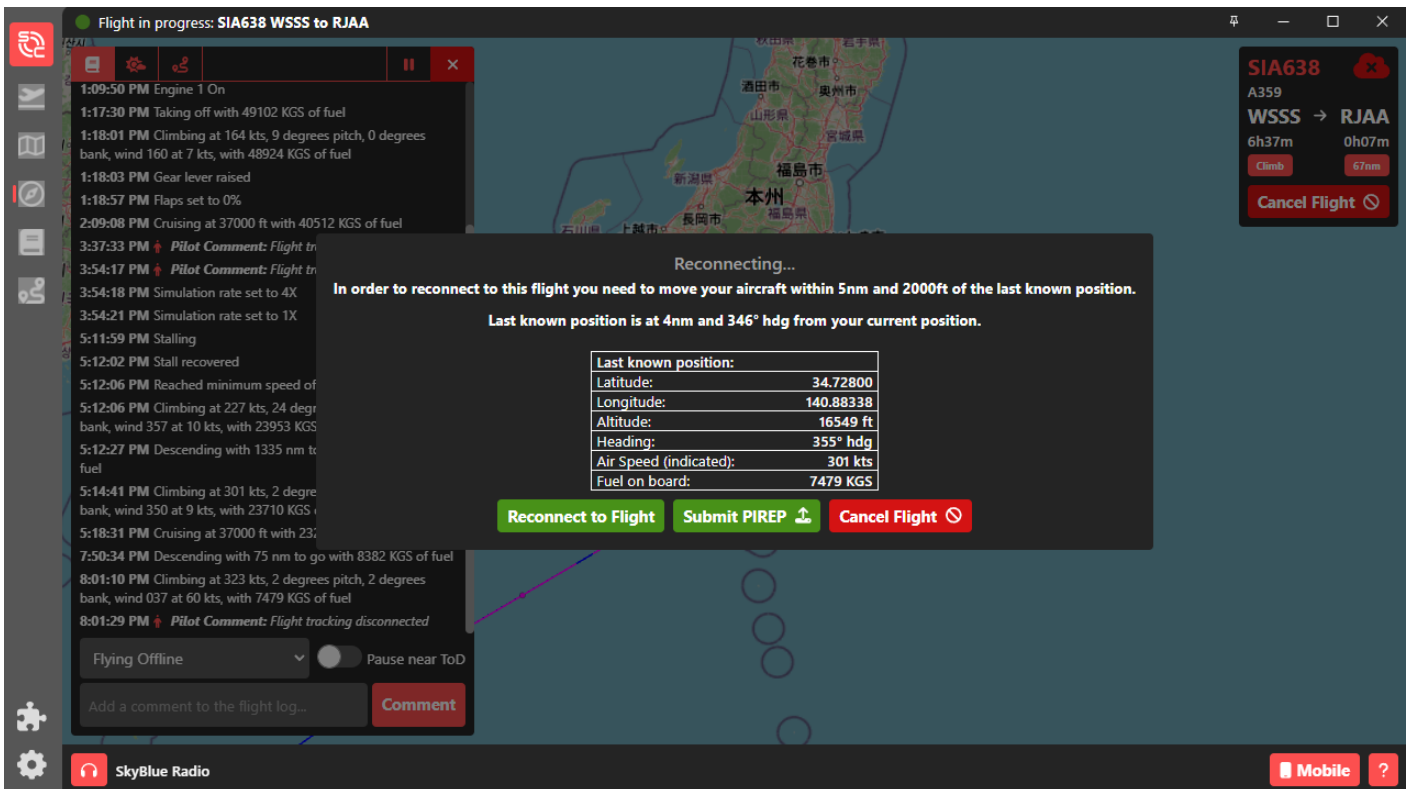 Flight in progress: SIA638 WSSS to RJAA
1:09:50 PM Engine 1 On
1:17:30 PM Taking off with 49102 KGS of fuel
1:18:01 PM Climbing at 164 kts, 9 degrees pitch, 0 degrees
bank, wind 160 at 7 kts, with 48924 KGS of fuel
1:18:03 PM Gear lever raised
1:18:57 PM Flaps set to 0%
2:09:08 PM Cruising at 37000 ft with 40512 KGS of fuel
3:37:33 PM Pilot Comment: Flight tr
3:54:17 PM Pilot Comment: Flight tr
3:54:18 PM Simulation rate set to 4X
3:54:21 PM Simulation rate set to 1X
5:11:59 PM Stalling
5:12:02 PM Stall recovered
5:12:06 PM Reached minimum speed of
5:12:06 PM Climbing at 227 kts, 24 degr
bank, wind 357 at 10 kts, with 23953 KGS
5:12:27 PM Descending with 1335 nm to
fuel
5:14:41 PM Climbing at 301 kts, 2 degre
bank, wind 350 at 9 kts, with 23710 KGS
5:18:31 PM Cruising at 37000 ft with 232
7:50:34 PM Descending with 75 nm to go with 8382 KGS of fuel
8:01:10 PM Climbing at 323 kts, 2 degrees pitch, 2 degrees
bank, wind 037 at 60 kts, with 7479 KGS of fuel
8:01:29 PM Pilot Comment: Flight tracking disconnected
Flying Offline
Pause near ToD
Add a comment to the flight log...
Comment
秋田県
岩手県
花巻市
酒田市
奥州市
山形県
宮城県
福島市
新潟県
本州
福島県
長岡市
上越市
石川県
SIA638
A359
WSSS → RJAA
6h37m 0h07m
Climb 67nm
Cancel Flight
Reconnecting...
In order to reconnect to this flight you need to move your aircraft within 5nm and 2000ft of the last known position.
Last known position is at 4nm and 346° hdg from your current position.
Last known position:
Latitude: 34.72800
Longitude: 140.88338
Altitude: 16549 ft
Heading: 355° hdg
Air Speed (indicated): 301 kts
Fuel on board: 7479 KGS
Reconnect to Flight
Submit PIREP
Cancel Flight
SkyBlue Radio
Mobile
?